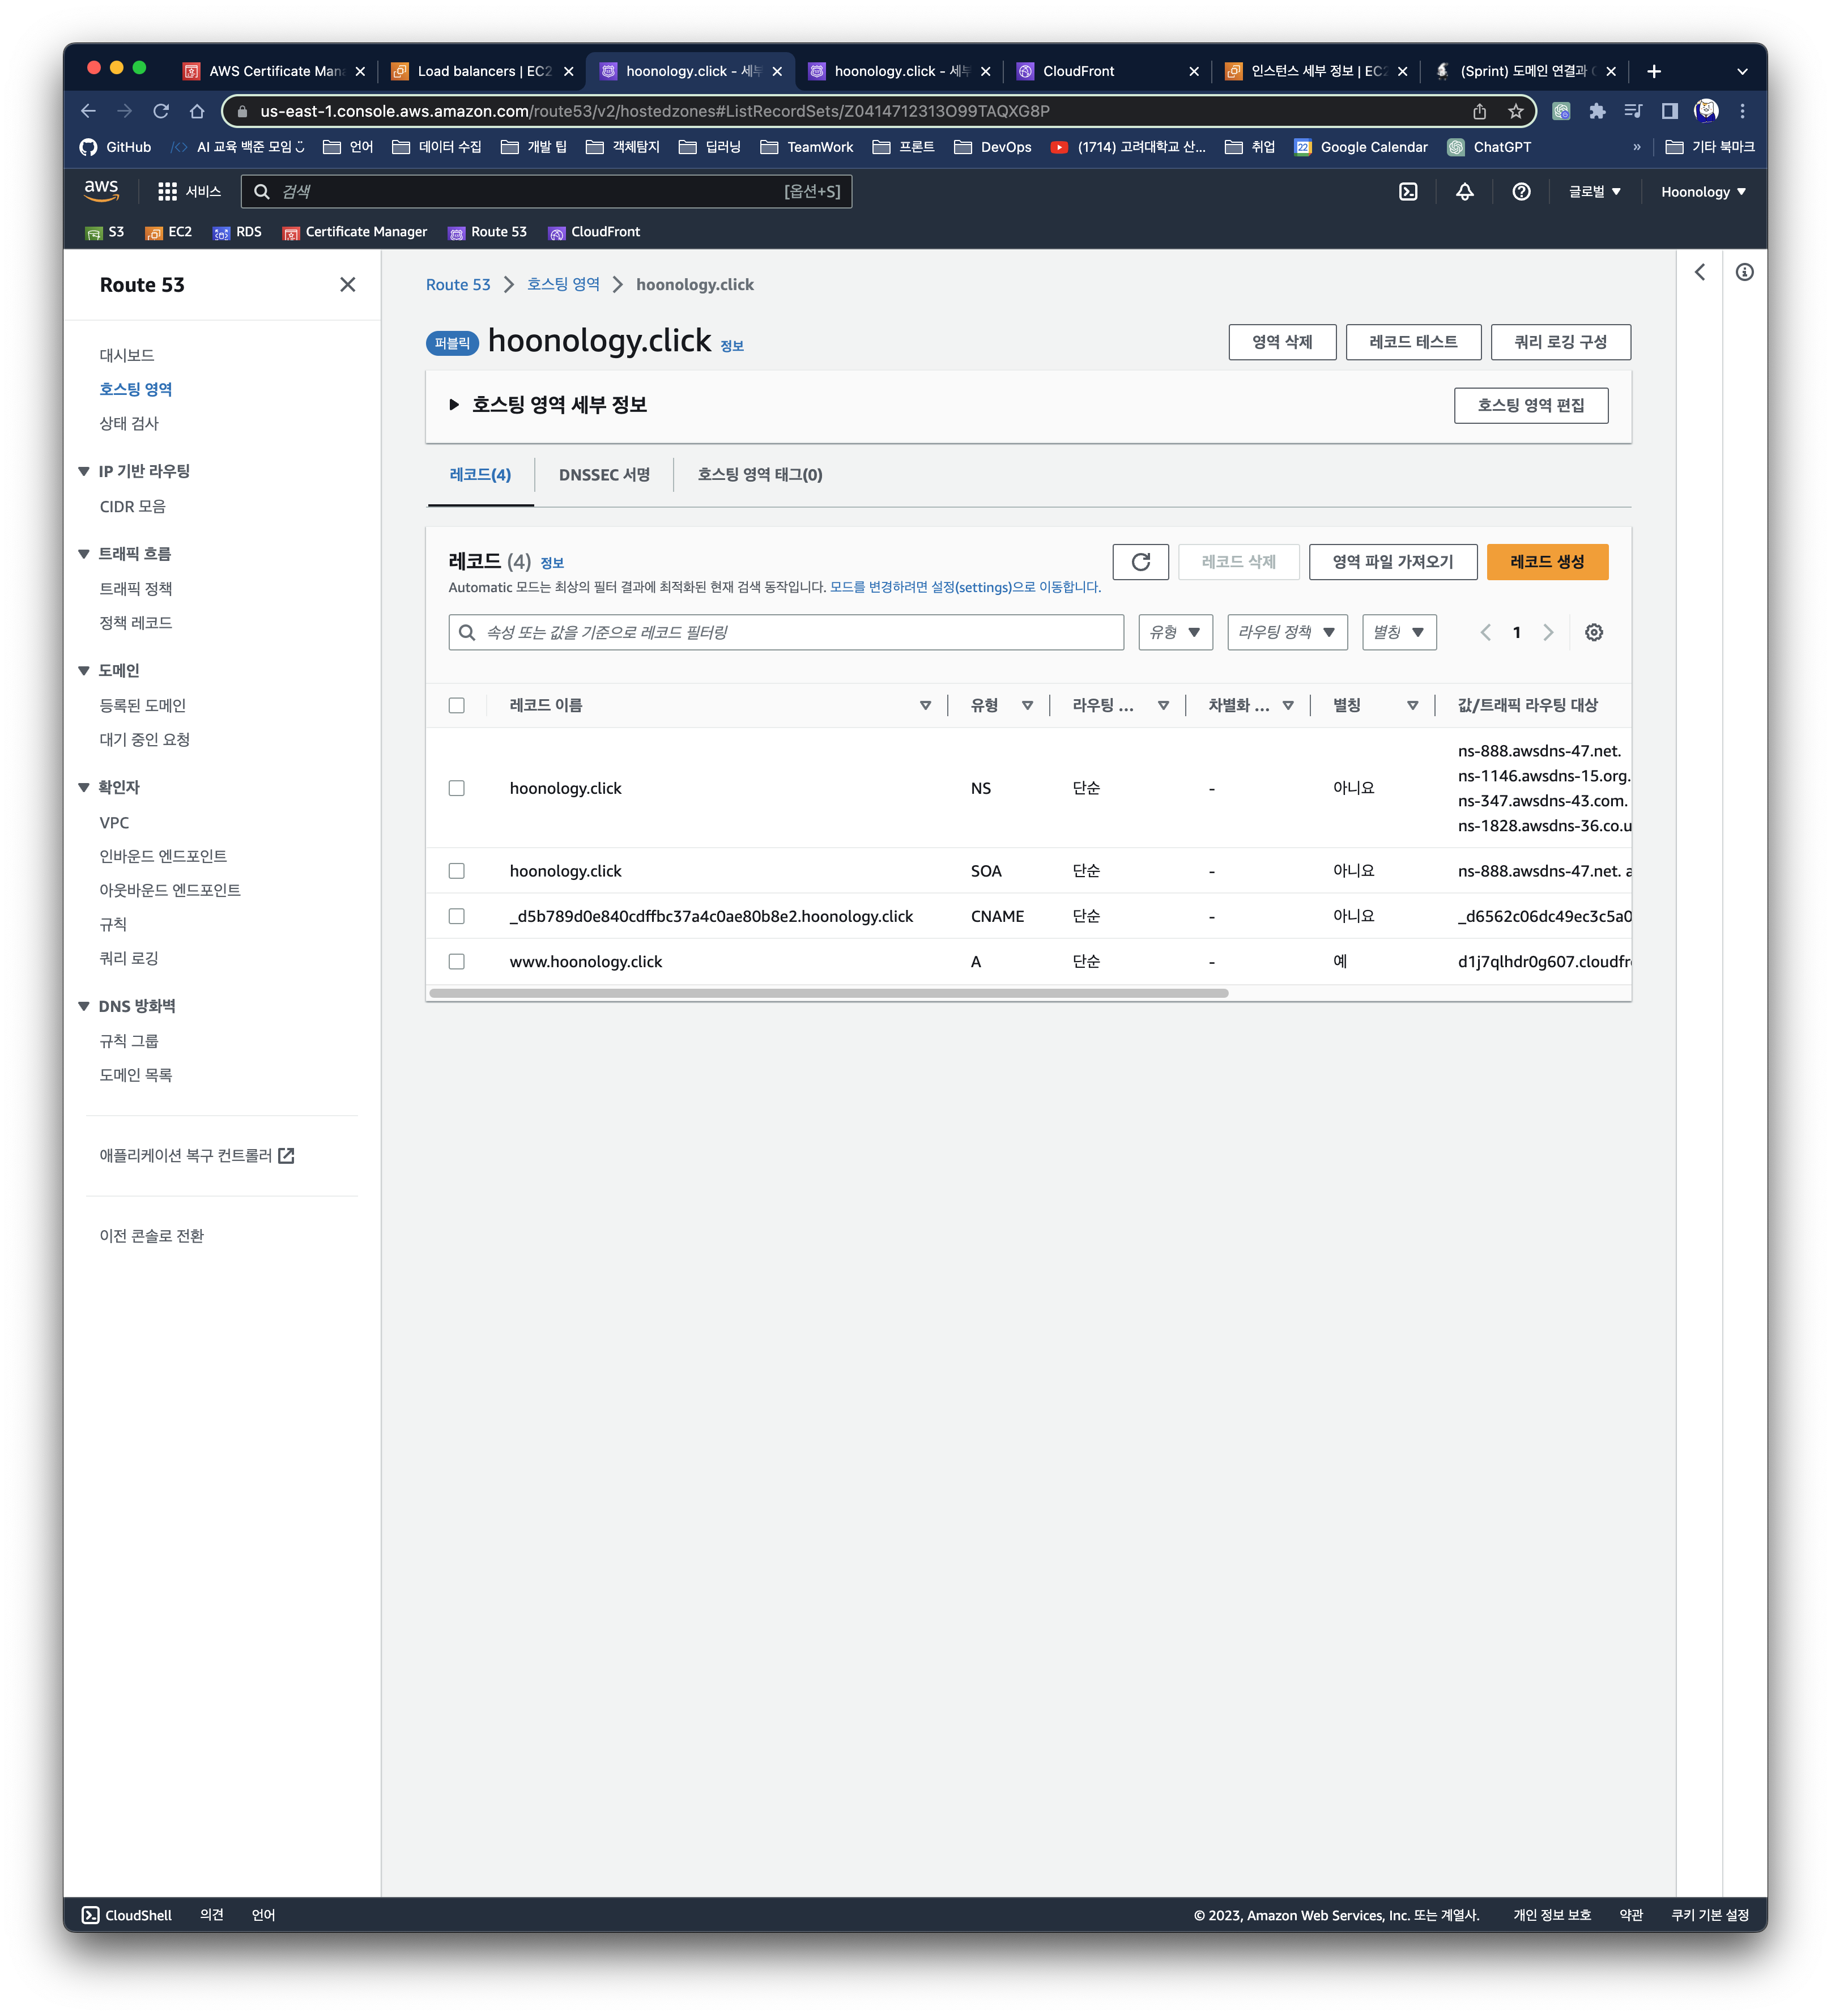 AWS Certificate Man
Load balancers | EC2
hoonology.click - 세부
hoonology.click - 세부
CloudFront
인스턴스 세부 정보 | EC2
(Sprint) 도메인 연결과
us-east-1.console.aws.amazon.com/route53/v2/hostedzones#ListRecordSets/Z0414712313O99TAQXG8P
GitHub
AI 교육 백준 모임
언어
데이터 수집
개발 팁
객체탐지
딥러닝
TeamWork
프론트
DevOps
(1714) 고려대학교 산...
취업
Google Calendar
ChatGPT
»
기타 북마크
aws
서비스
검색
[옵션+S]
글로벌
Hoonology
S3
EC2
RDS
Certificate Manager
Route 53
CloudFront
Route 53
대시보드
호스팅 영역
상태 검사
IP 기반 라우팅
CIDR 모음
트래픽 흐름
트래픽 정책
정책 레코드
도메인
등록된 도메인
대기 중인 요청
확인자
VPC
인바운드 엔드포인트
아웃바운드 엔드포인트
규칙
쿼리 로깅
DNS 방화벽
규칙 그룹
도메인 목록
애플리케이션 복구 컨트롤러
이전 콘솔로 전환
Route 53 > 호스팅 영역 > hoonology.click
퍼블릭 hoonology.click 정보
영역 삭제
레코드 테스트
쿼리 로깅 구성
호스팅 영역 세부 정보
호스팅 영역 편집
레코드(4)
DNSSEC 서명
호스팅 영역 태그(0)
레코드 (4) 정보
Automatic 모드는 최상의 필터 결과에 최적화된 현재 검색 동작입니다. 모드를 변경하려면 설정(settings)으로 이동합니다.
레코드 삭제
영역 파일 가져오기
레코드 생성
속성 또는 값을 기준으로 레코드 필터링
유형
라우팅 정책
별칭
1
레코드 이름 유형 라우팅 ... 차별화 ... 별칭 값/트래픽 라우팅 대상
hoonology.click NS 단순 - 아니요
ns-888.awsdns-47.net.
ns-1146.awsdns-15.org.
ns-347.awsdns-43.com.
ns-1828.awsdns-36.co.u
hoonology.click SOA 단순 - 아니요 ns-888.awsdns-47.net. a
_d5b789d0e840cdffbc37a4c0ae80b8e2.hoonology.click CNAME 단순 - 아니요 _d6562c06dc49ec3c5a0
www.hoonology.click A 단순 - 예 d1j7qlhdr0g607.cloudfr
CloudShell
의견
언어
© 2023, Amazon Web Services, Inc. 또는 계열사.
개인 정보 보호
약관
쿠키 기본 설정